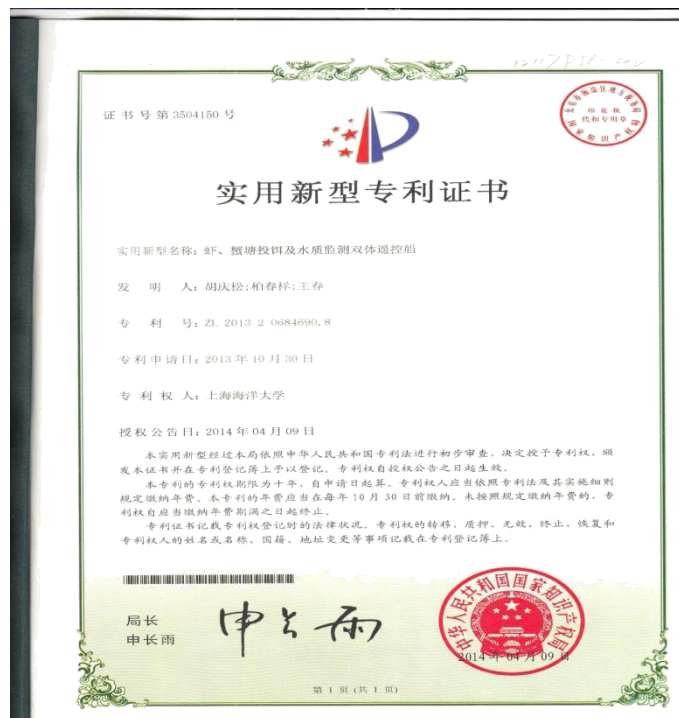 证书号第3504150号
实用新型专利证书
实用新型名称：虾、蟹塘投饵及水质监测双体遥控船
发明人：胡庆松;柏春祥;王春
专利号：ZL 2013 2 0684690.8
专利申请日：2013年10月30日
专利权人：上海海洋大学
授权公告日：2014年04月09日
本实用新型经过本局依照中华人民共和国专利法进行初步审查，决定授予专利权，颁
发本证书并在专利登记簿上予以登记。专利权自授权公告之日起生效。
本专利的专利权期限为十年，自申请日起算。专利权人应当依照专利法及其实施细则
规定缴纳年费。本专利的年费应当在每年10月30日前缴纳。未按照规定缴纳年费的，专
利权自应当缴纳年费期满之日起终止。
专利证书记载专利权登记时的法律状况。专利权的转移、质押、无效、终止、恢复和
专利权人的姓名或名称、国籍、地址变更等事项记载在专利登记簿上。
局长
申长雨
申长雨
中华人民共和国国家知识产权局
2014年04月09日
第1页(共1页)